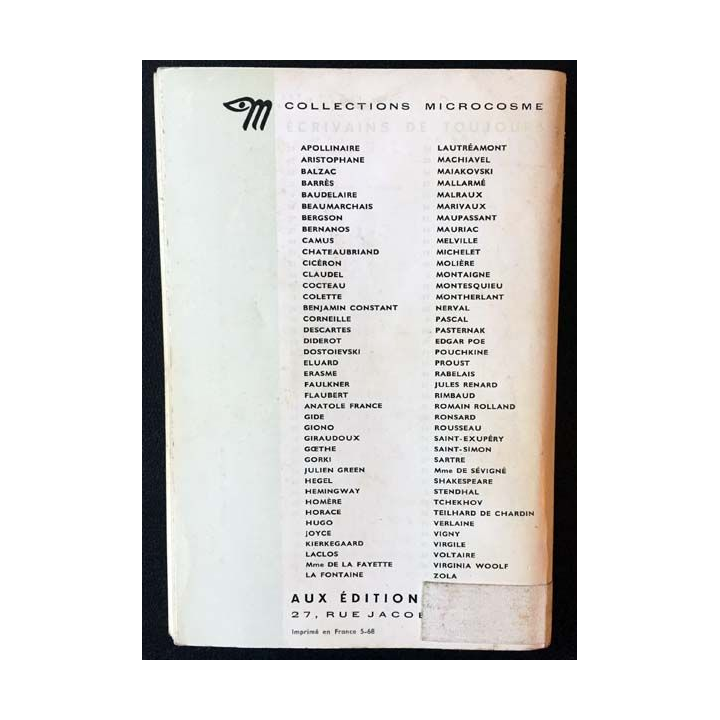 m COLLECTIONS MICROCOSME
ÉCRIVAINS DE TOUJOURS
APOLLINAIRE
ARISTOPHANE
BALZAC
BARRÈS
BAUDELAIRE
BEAUMARCHAIS
BERGSON
BERNANOS
CAMUS
CHATEAUBRIAND
CICÉRON
CLAUDEL
COCTEAU
COLETTE
BENJAMIN CONSTANT
CORNEILLE
DESCARTES
DIDEROT
DOSTOIEVSKI
ELUARD
ERASME
FAULKNER
FLAUBERT
ANATOLE FRANCE
GIDE
GIONO
GIRAUDOUX
GŒTHE
GORKI
JULIEN GREEN
HEGEL
HEMINGWAY
HOMÈRE
HORACE
HUGO
JOYCE
KIERKEGAARD
LACLOS
Mme DE LA FAYETTE
LA FONTAINE
LAUTRÉAMONT
MACHIAVEL
MAIAKOVSKI
MALLARMÉ
MALRAUX
MARIVAUX
MAUPASSANT
MAURIAC
MELVILLE
MICHELET
MOLIÈRE
MONTAIGNE
MONTESQUIEU
MONTHERLANT
NERVAL
PASCAL
PASTERNAK
EDGAR POE
POUCHKINE
PROUST
RABELAIS
JULES RENARD
RIMBAUD
ROMAIN ROLLAND
RONSARD
ROUSSEAU
SAINT-EXUPÉRY
SAINT-SIMON
SARTRE
Mme DE SÉVIGNÉ
SHAKESPEARE
STENDHAL
TCHEKHOV
TEILHARD DE CHARDIN
VERLAINE
VIGNY
VIRGILE
VOLTAIRE
VIRGINIA WOOLF
ZOLA
AUX ÉDITION
27, RUE JACOB
Imprimé en France 5-68